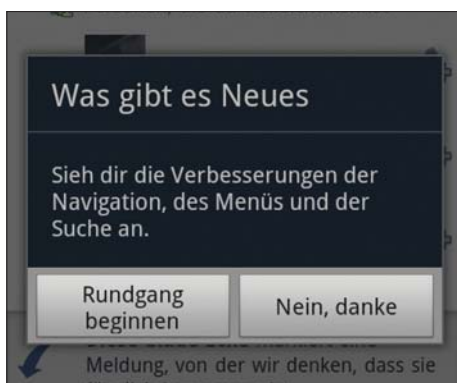 Was gibt es Neues
Sieh dir die Verbesserungen der
Navigation, des Menüs und der
Suche an.
Rundgang
beginnen
Nein, danke
Meldung, von der wir denken, dass sie